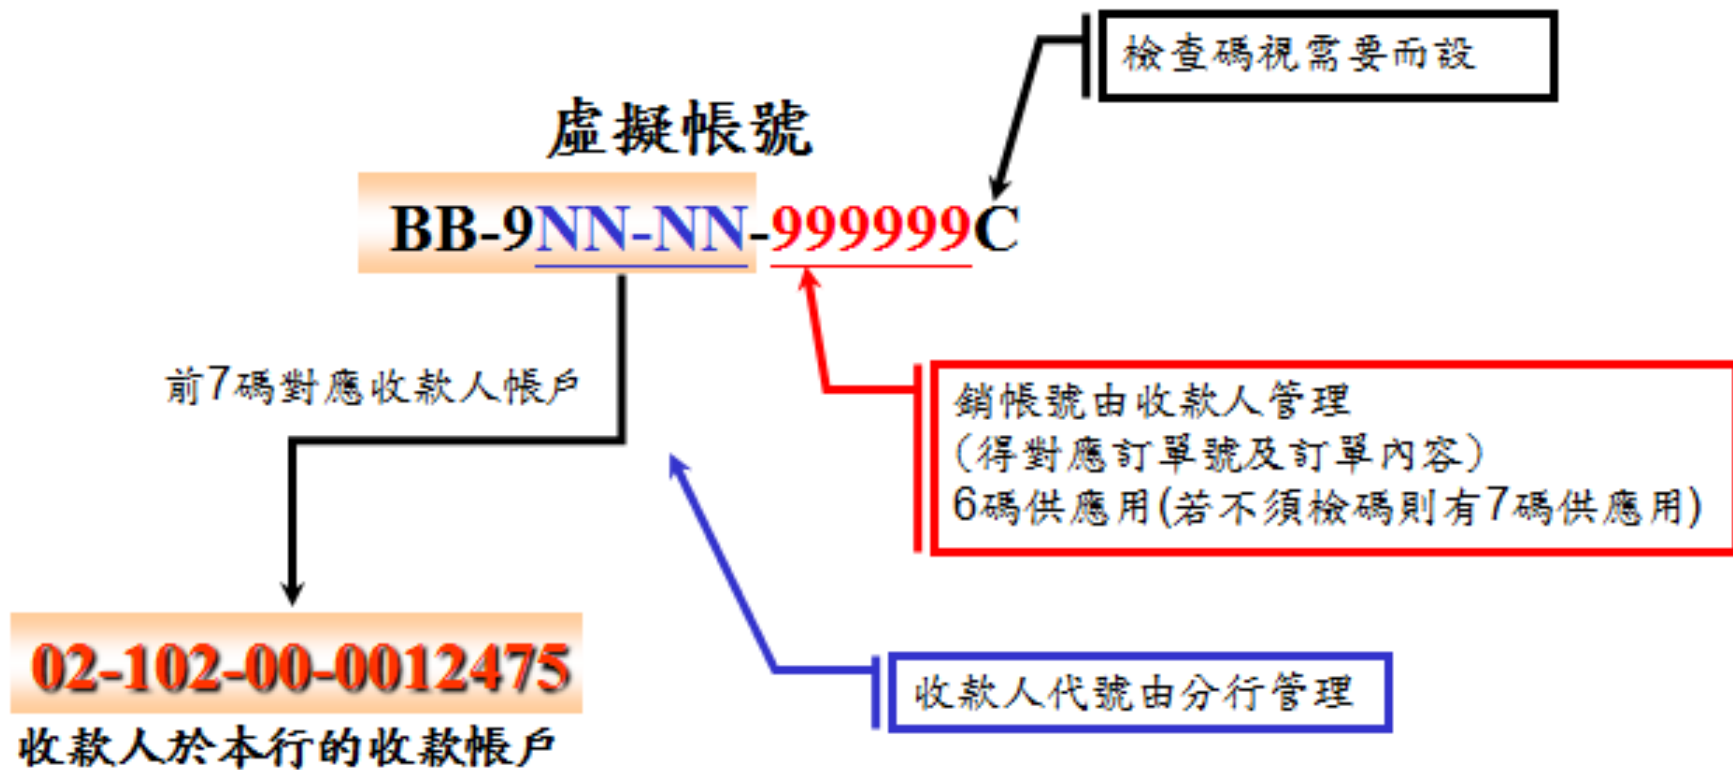 檢查碼視需要而設
虛擬帳號
BB-9NN-NN-999999C
前7碼對應收款人帳戶
銷帳號由收款人管理
(得對應訂單號及訂單內容)
6碼供應用(若不須檢碼則有7碼供應用)
02-102-00-0012475
收款人於本行的收款帳戶
收款人代號由分行管理